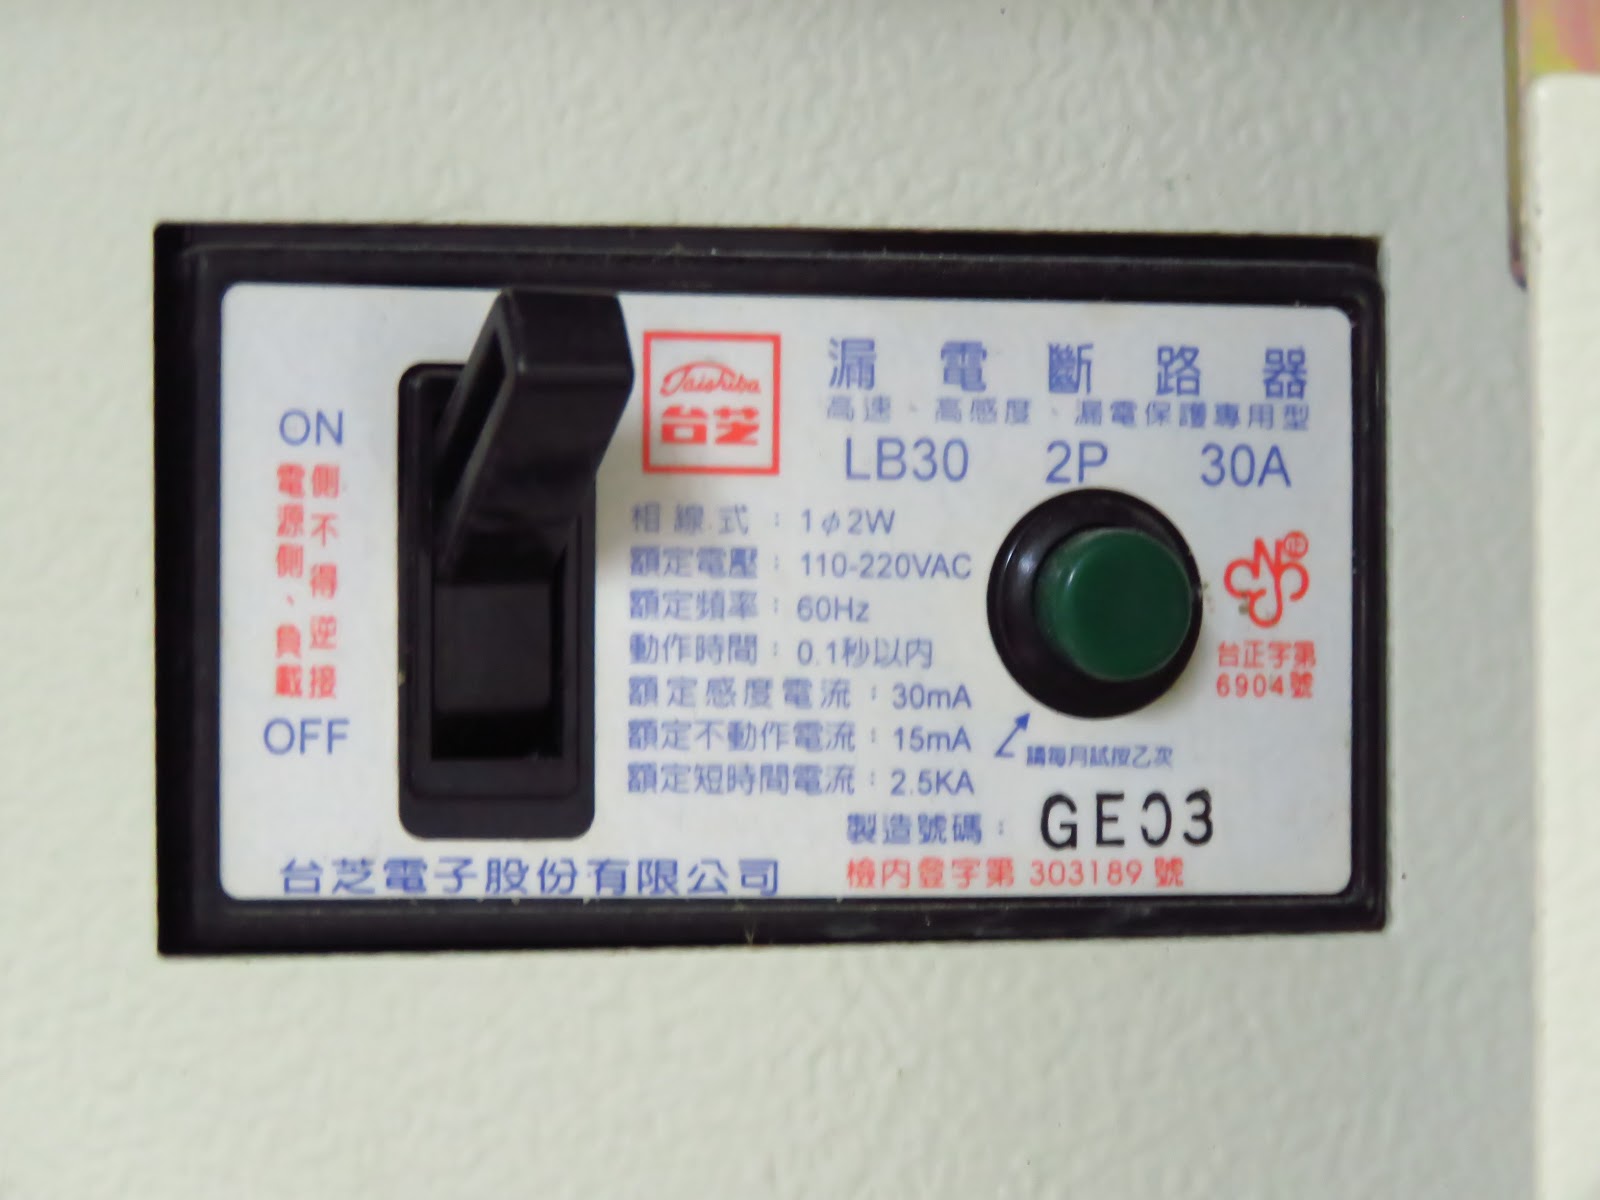 Taishiba
台芝
漏電斷路器
高速、高感度、漏電保護專用型
LB30 2P 30A
ON
電源側、負載
側不得逆接
OFF
相線式：1φ2W
額定電壓：110-220VAC
額定頻率：60Hz
動作時間：0.1秒以內
額定感度電流：30mA
額定不動作電流：15mA
額定短時間電流：2.5KA
台正字第
6904號
請每月試按乙次
製造號碼：GE03
台芝電子股份有限公司
檢內登字第 303189 號